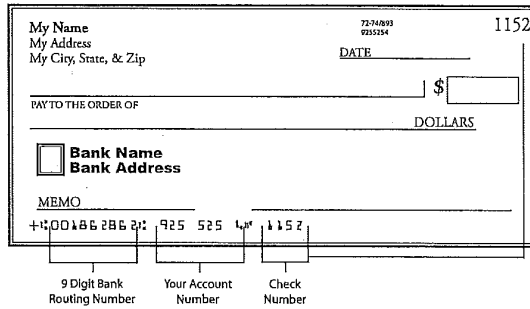 My Name
My Address
My City, State, & Zip
72-74/893
9255254
1152
DATE
$
PAY TO THE ORDER OF
DOLLARS
Bank Name
Bank Address
MEMO
001862862 925 525 1152
9 Digit Bank
Routing Number
Your Account
Number
Check
Number